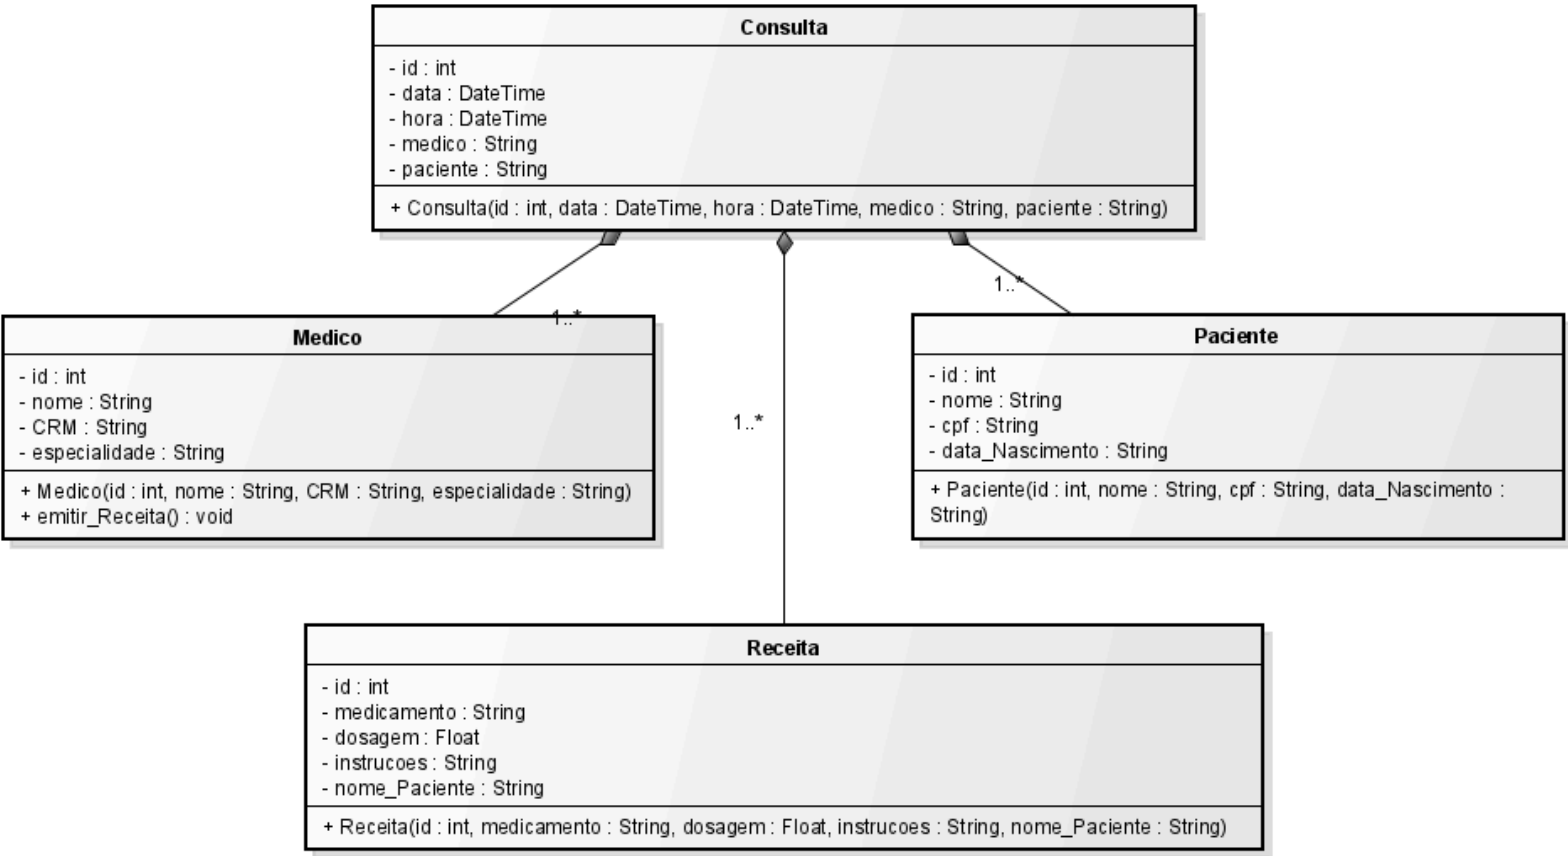 Consulta
- id : int
- data : DateTime
- hora : DateTime
- medico : String
- paciente : String
+ Consulta(id : int, data : DateTime, hora : DateTime, medico : String, paciente : String)
1..*
1..*
Medico
- id : int
- nome : String
- CRM : String
- especialidade : String
+ Medico(id : int, nome : String, CRM : String, especialidade : String)
+ emitir_Receita() : void
1..*
Paciente
- id : int
- nome : String
- cpf : String
- data_Nascimento : String
+ Paciente(id : int, nome : String, cpf : String, data_Nascimento :
String)
Receita
- id : int
- medicamento : String
- dosagem : Float
- instrucoes : String
- nome_Paciente : String
+ Receita(id : int, medicamento : String, dosagem : Float, instrucoes : String, nome_Paciente : String)